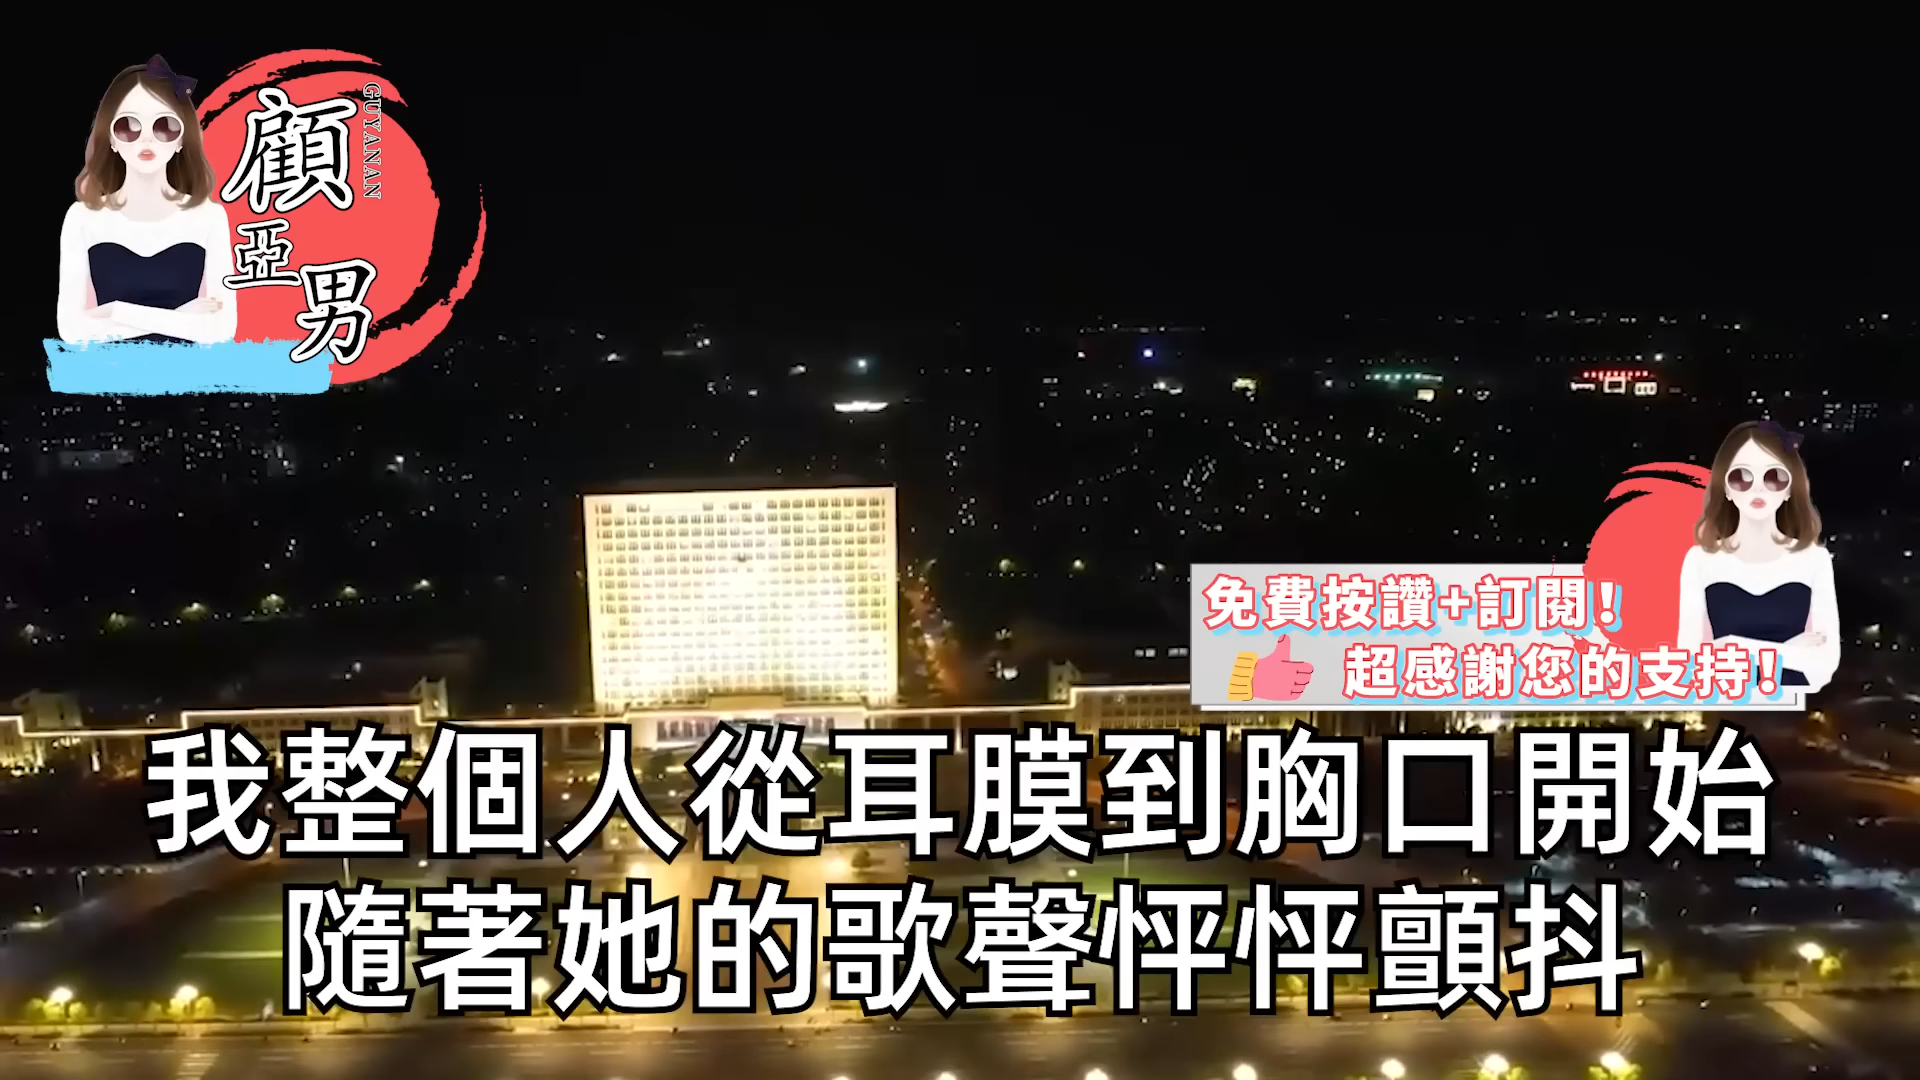 顧亞男
GUYANAN
免費按讚+訂閱!
超感謝您的支持!
我整個人從耳膜到胸口開始
隨著她的歌聲怦怦顫抖